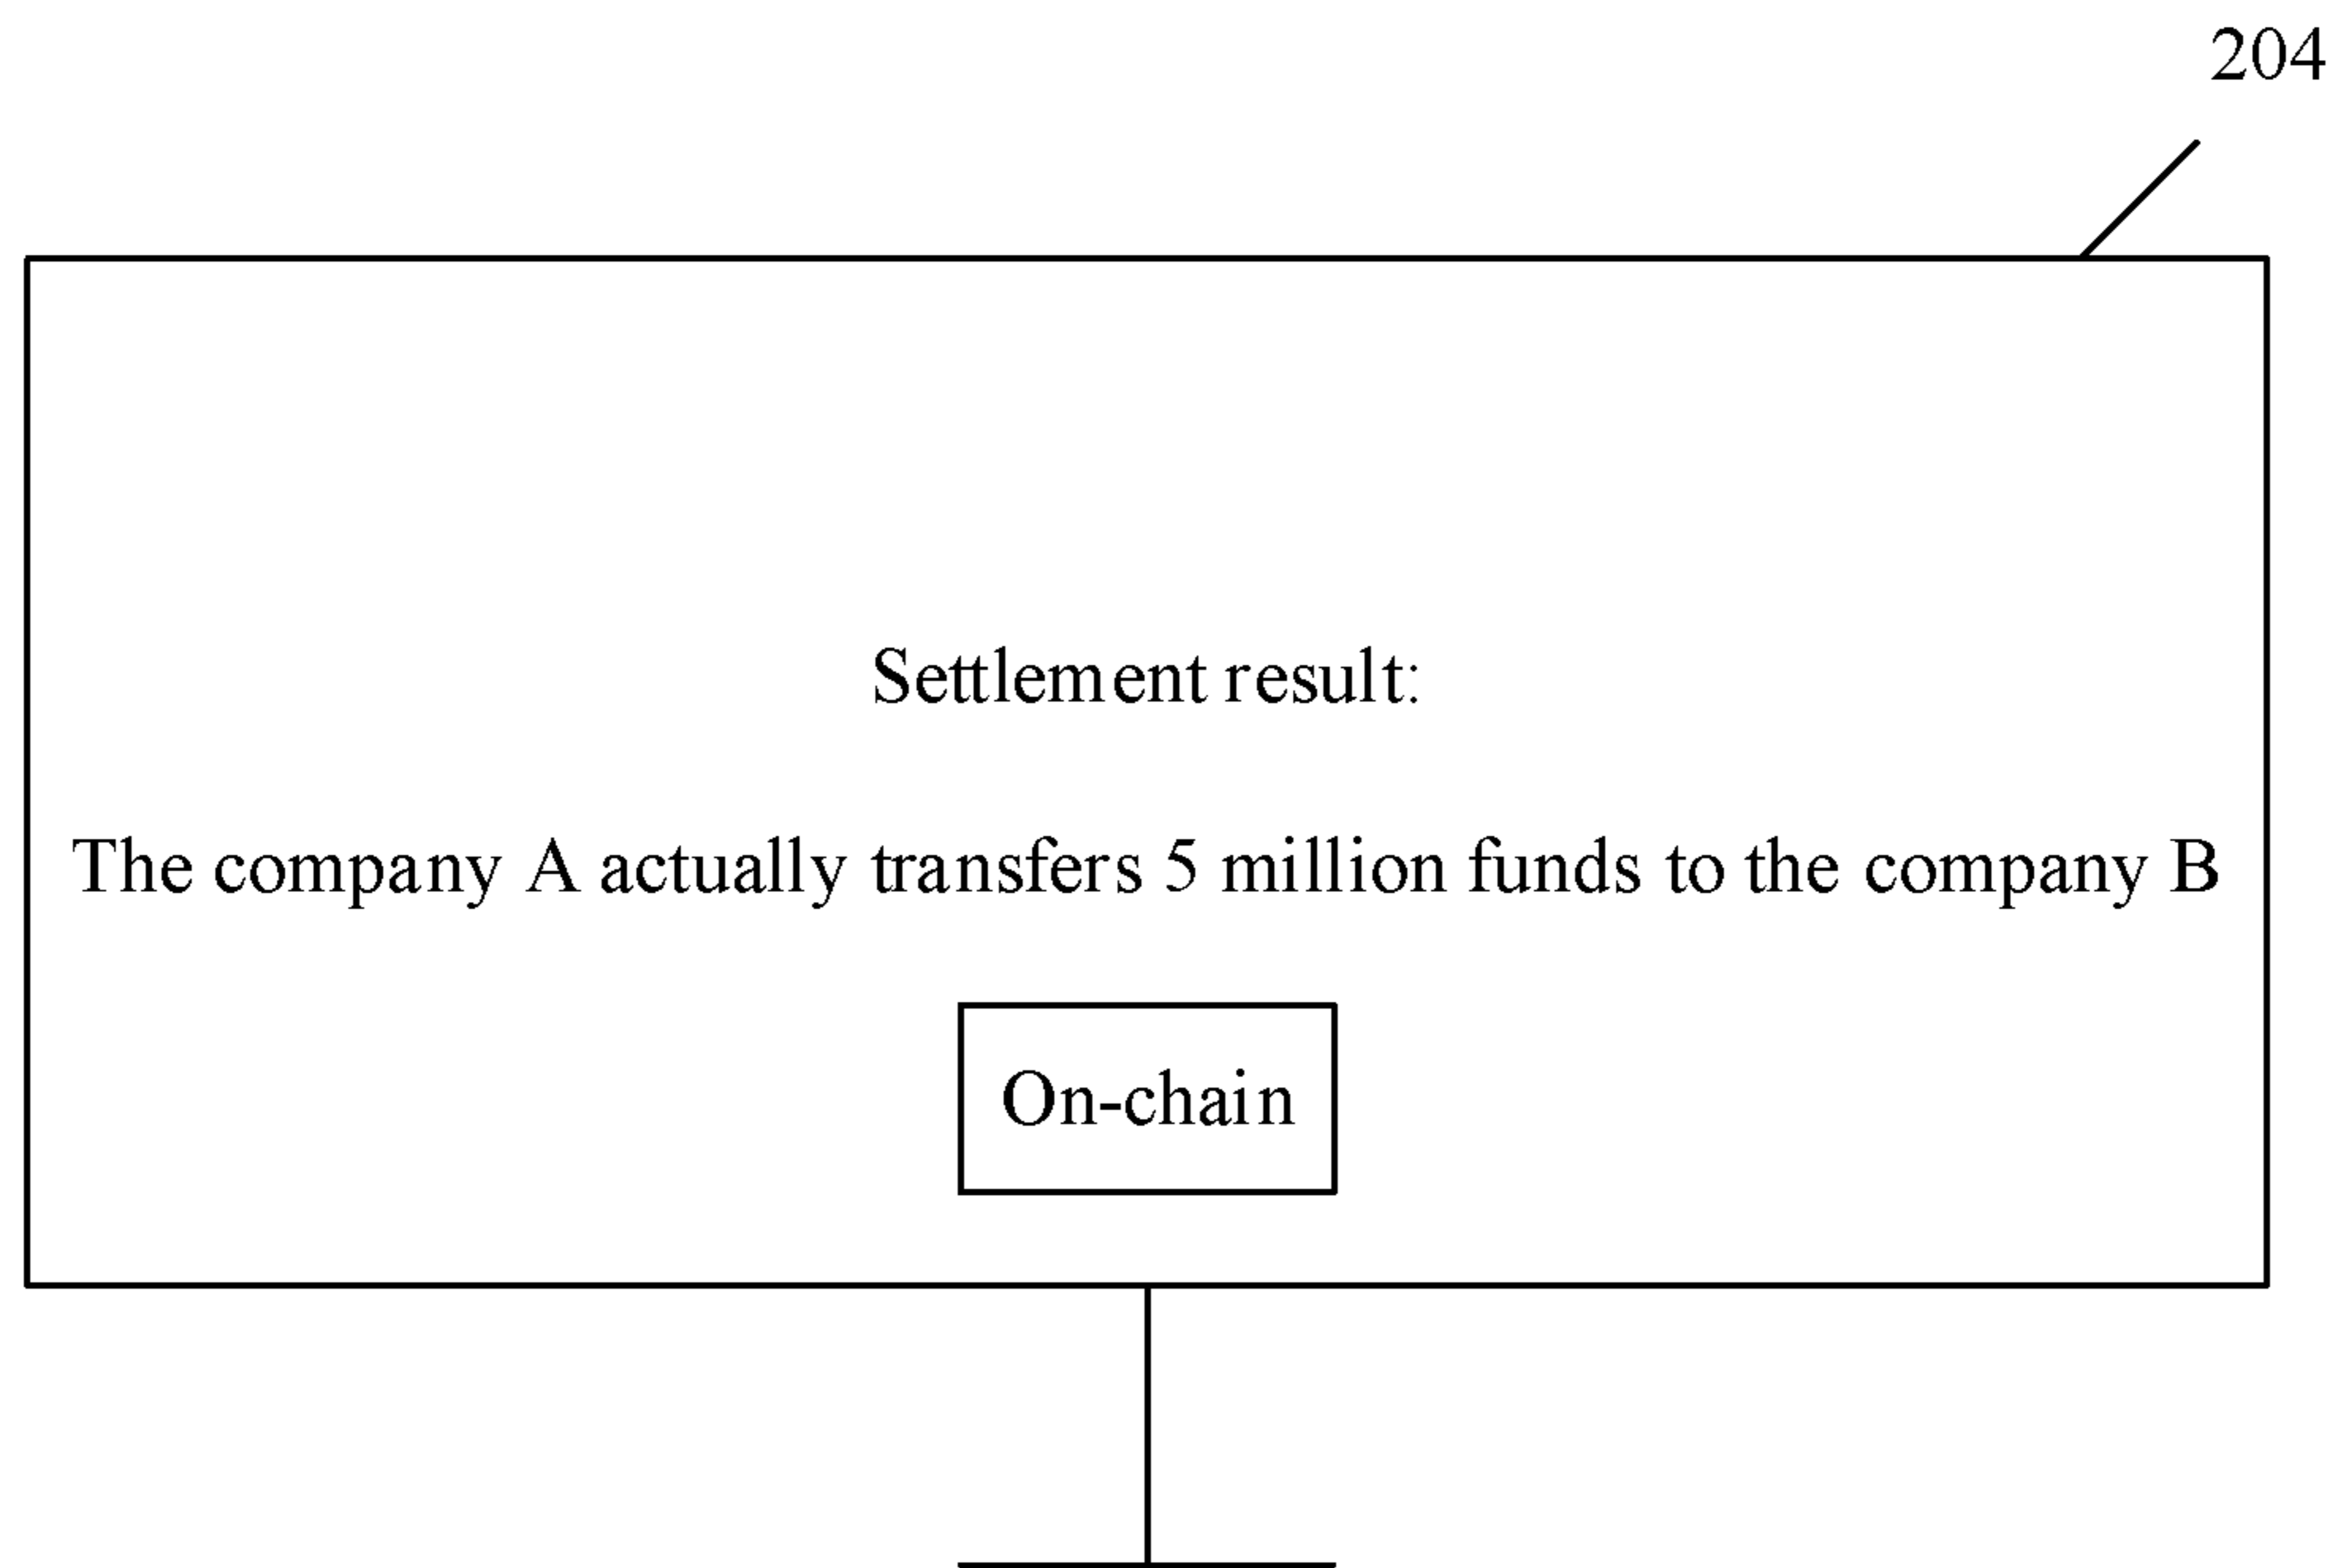 204
Settlement result:
The company A actually transfers 5 million funds to the company B
On-chain